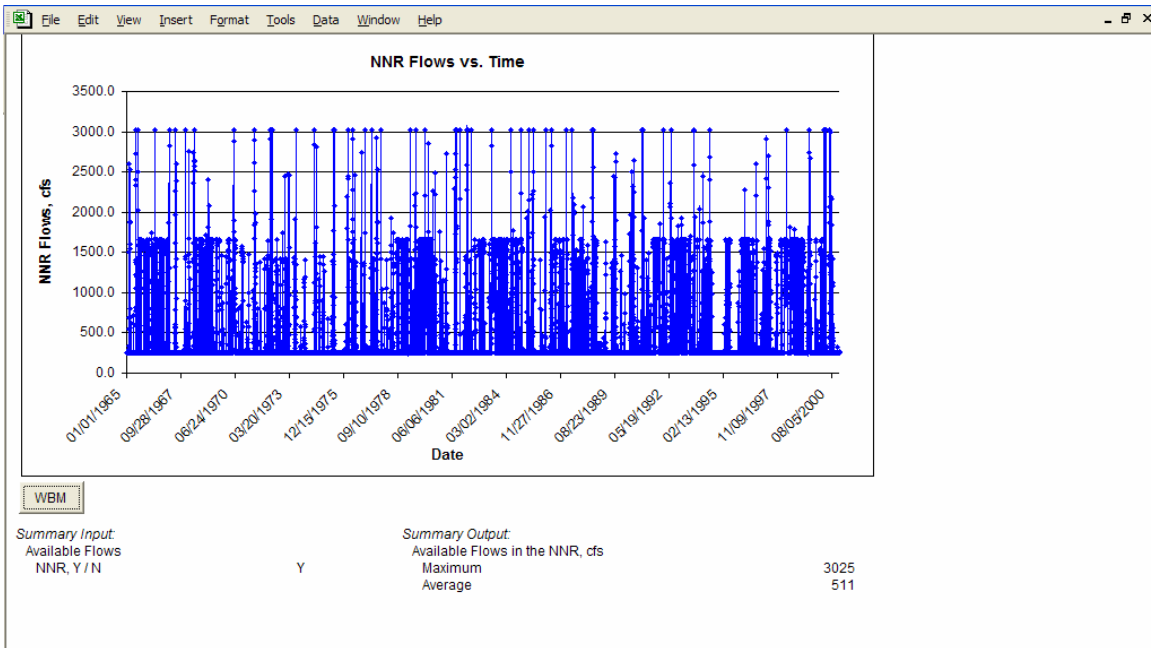 File Edit View Insert Format Tools Data Window Help
NNR Flows vs. Time
3500.0
3000.0
2500.0
2000.0
1500.0
1000.0
500.0
0.0
NNR Flows, cfs
01/01/1965 09/28/1967 06/24/1970 03/20/1973 12/15/1975 09/10/1978 06/06/1981 03/02/1984 11/27/1986 08/23/1989 05/19/1992 02/13/1995 11/09/1997 08/05/2000
Date
WBM
Summary Input: Summary Output:
Available Flows Available Flows in the NNR, cfs
NNR, Y / N Y Maximum 3025
Average 511